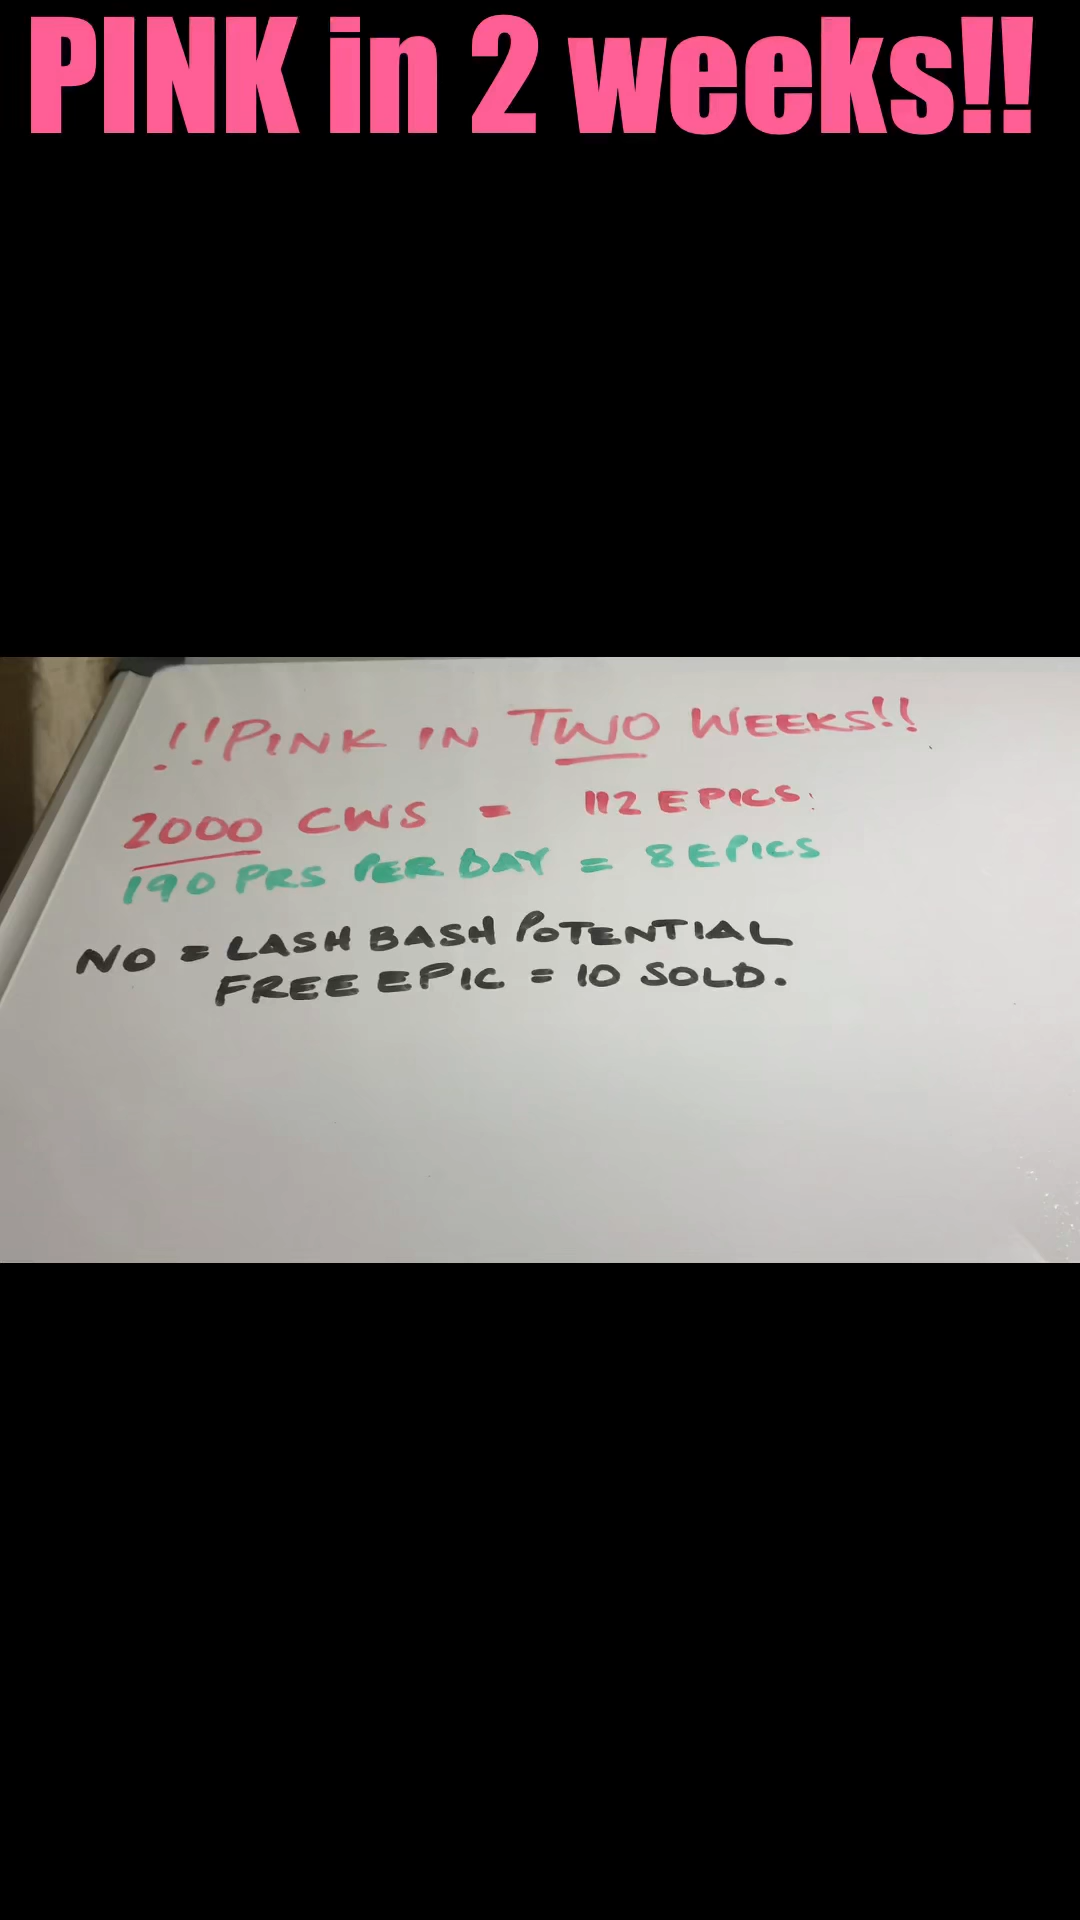 PINK in 2 weeks!!
!!PINK IN TWO WEEKS!!
2000 CWS = 112 EPICS.
190 PRS PER DAY = 8 EPICS
NO = LASH BASH POTENTIAL
FREE EPIC = 10 SOLD.